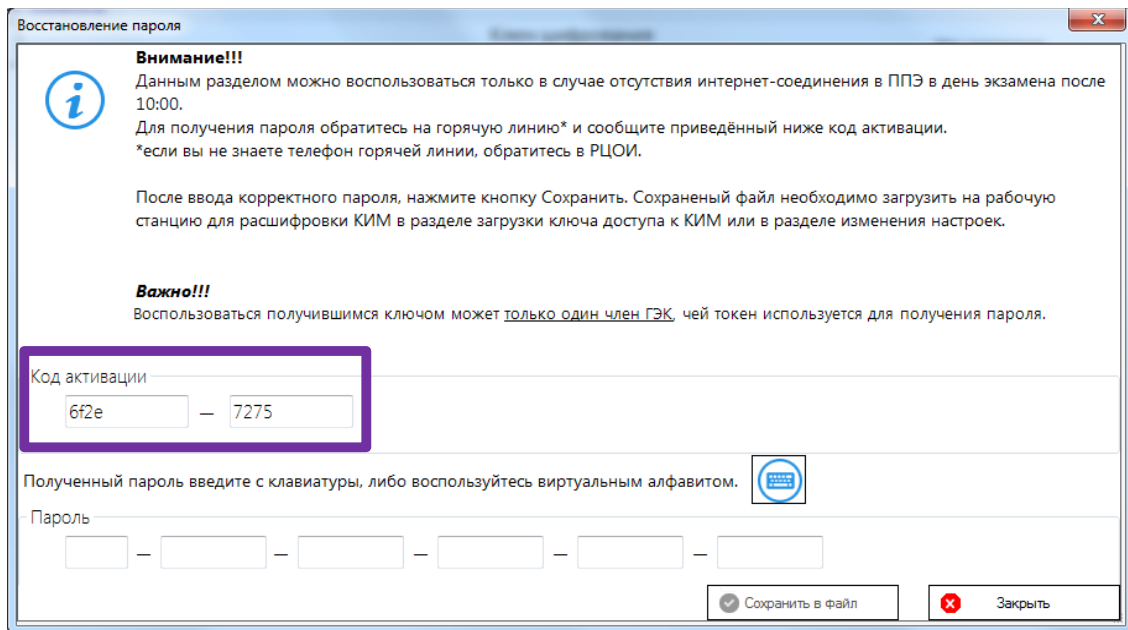 Восстановление пароля
Внимание!!!
Данным разделом можно воспользоваться только в случае отсутствия интернет-соединения в ППЭ в день экзамена после
10:00.
Для получения пароля обратитесь на горячую линию* и сообщите приведённый ниже код активации.
*если вы не знаете телефон горячей линии, обратитесь в РЦОИ.
После ввода корректного пароля, нажмите кнопку Сохранить. Сохраненый файл необходимо загрузить на рабочую
станцию для расшифровки КИМ в разделе загрузки ключа доступа к КИМ или в разделе изменения настроек.
Важно!!!
Воспользоваться получившимся ключом может только один член ГЭК, чей токен используется для получения пароля.
Код активации
6f2e — 7275
Полученный пароль введите с клавиатуры, либо воспользуйтесь виртуальным алфавитом.
Пароль
— — — — —
Сохранить в файл Закрыть